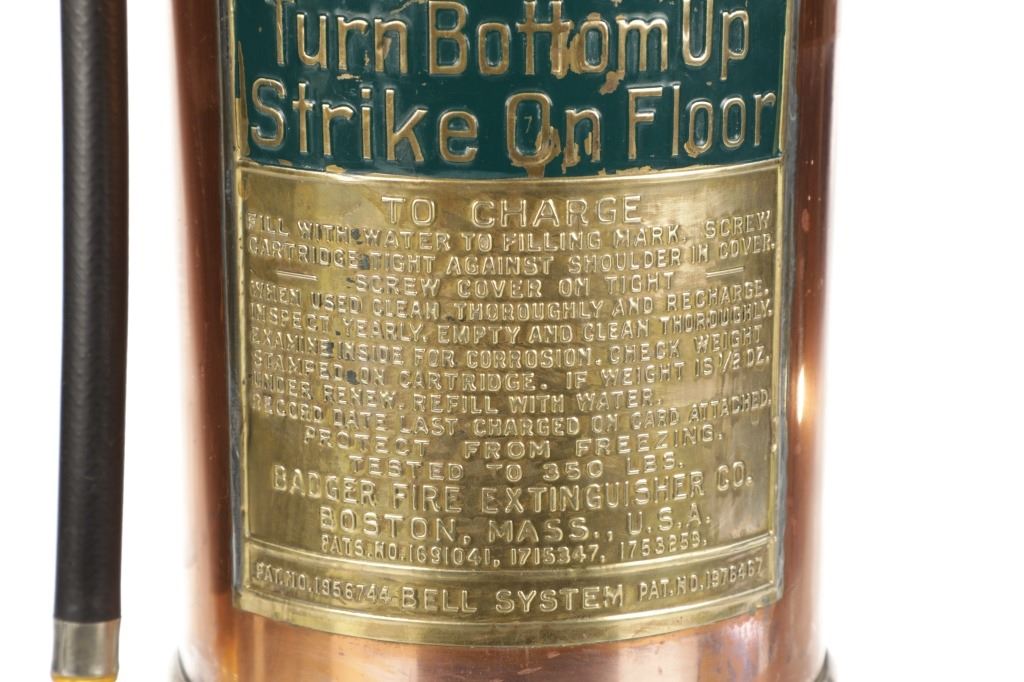 Turn Bottom Up
Strike On Floor
7
TO CHARGE
FILL WITH WATER TO FILLING MARK. SCREW
CARTRIDGE TIGHT AGAINST SHOULDER IN COVER.
SCREW COVER ON TIGHT
WHEN USED CLEAN THOROUGHLY AND RECHARGE.
INSPECT YEARLY. EMPTY AND CLEAN THOROUGHLY.
EXAMINE INSIDE FOR CORROSION. CHECK WEIGHT
STAMPED ON CARTRIDGE. IF WEIGHT IS 1/2 OZ.
UNDER RENEW. REFILL WITH WATER.
RECORD DATE LAST CHARGED ON CARD ATTACHED.
PROTECT FROM FREEZING.
TESTED TO 350 LBS.
BADGER FIRE EXTINGUISHER CO.
BOSTON, MASS., U.S.A.
PATS. NO. 1691041, 1715347, 1753259.
PAT. NO. 1956744 BELL SYSTEM PAT. NO. 1976467